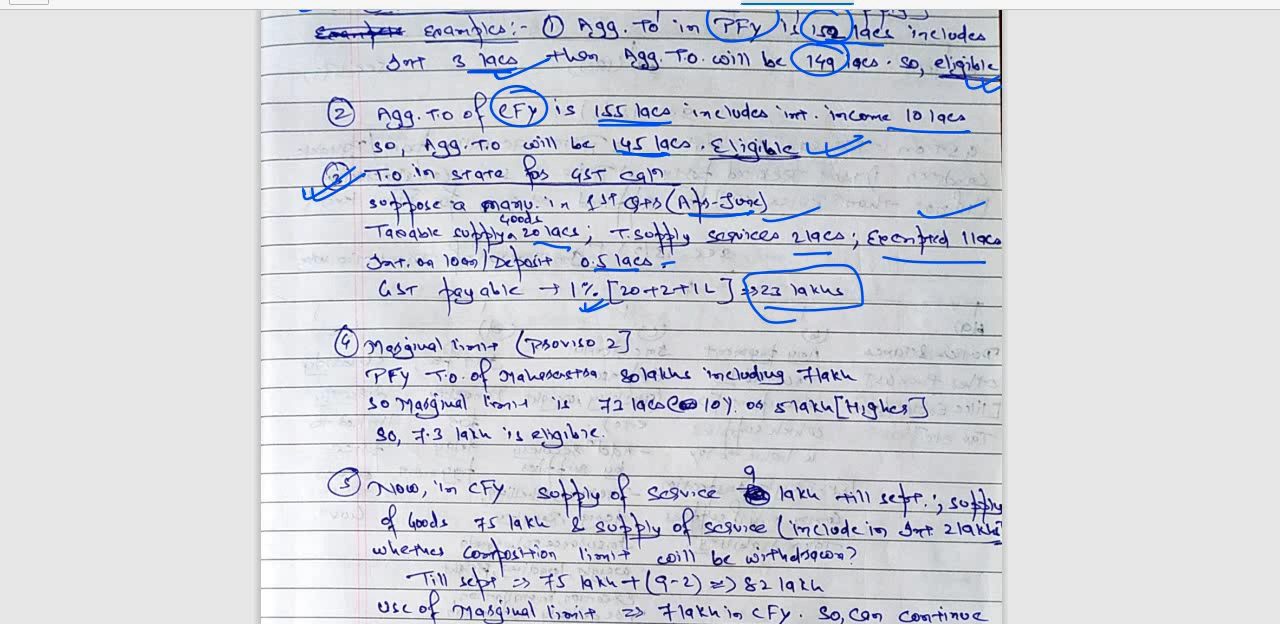 examples:- ① Agg. To in PFY is 152 lacs includes
Int 3 lacs then Agg. T.O. will be 149 lacs. so, eligible
② Agg. T.O of CFY is 155 lacs includes int. income 10 lacs
so, Agg. T.O will be 145 lacs. Eligible
③ T.O in state for GST caln
suppose a manu. in 1st Qtr (Apr-June)
Taxable supply goods 20 lacs; T. supply services 2 lacs; Exempted 1 lacs
Int. on loan/Deposit 0.5 lacs
GST payable → 1% [20+2+1L] ⇒ 23 lakhs
④ Marginal limit (Proviso 2]
PFY T.O. of Maharastra 80 lakhs including 7 lakh
so marginal limit is 73 lacs @ 10% or 5 lakh [Higher]
So, 7.3 lakh is eligible.
⑤ Now, in CFY supply of service 9 lakh till sept.; supply
of Goods 75 lakh & supply of service (include in Int 2 lakhs
whether composition limit will be withdrawn?
Till sept ⇒ 75 lakh + (9-2) ⇒ 82 lakh
use of Marginal limit ⇒ 7 lakh in CFY. So, can continue